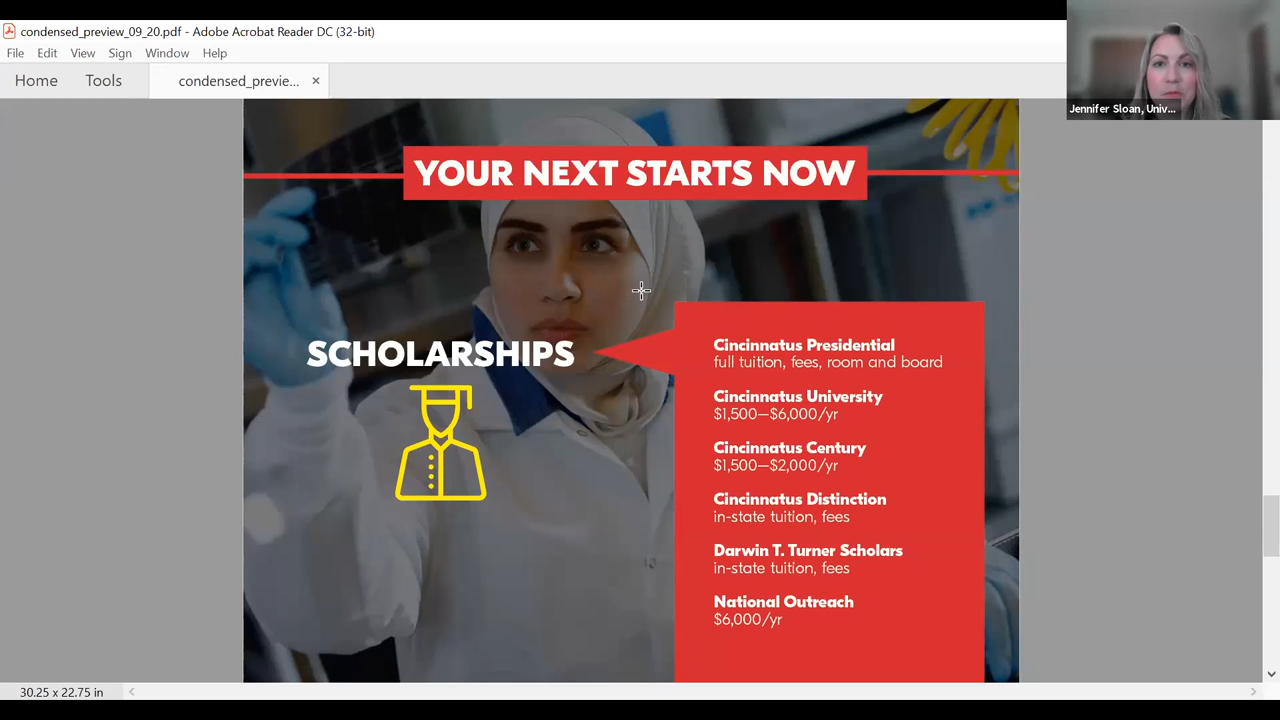 condensed_preview_09_20.pdf - Adobe Acrobat Reader DC (32-bit)
File Edit View Sign Window Help
Home Tools condensed_previe... ×
Jennifer Sloan, Univ...
YOUR NEXT STARTS NOW
SCHOLARSHIPS
Cincinnatus Presidential
full tuition, fees, room and board
Cincinnatus University
$1,500—$6,000/yr
Cincinnatus Century
$1,500—$2,000/yr
Cincinnatus Distinction
in-state tuition, fees
Darwin T. Turner Scholars
in-state tuition, fees
National Outreach
$6,000/yr
30.25 x 22.75 in